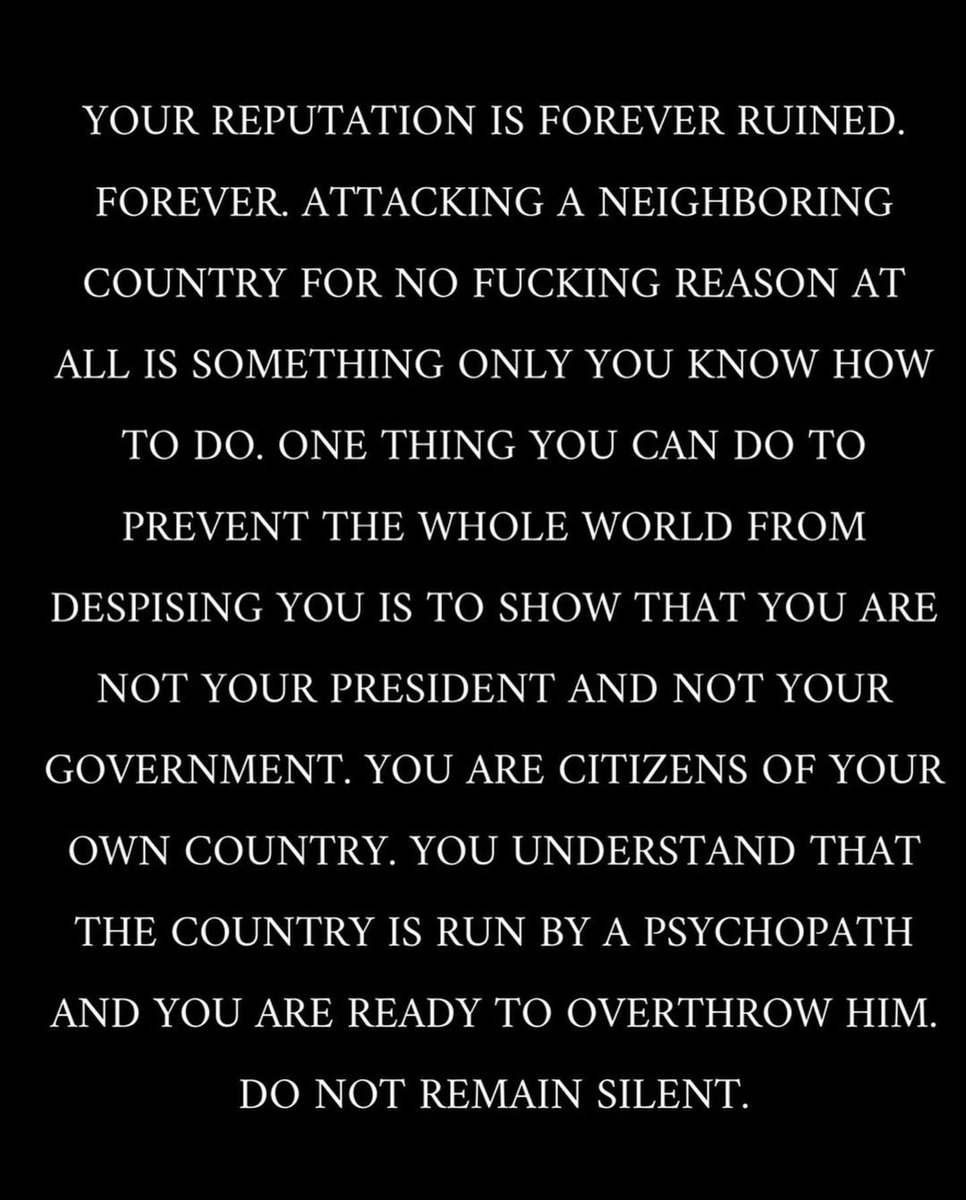 YOUR REPUTATION IS FOREVER RUINED.
FOREVER. ATTACKING A NEIGHBORING
COUNTRY FOR NO FUCKING REASON AT
ALL IS SOMETHING ONLY YOU KNOW HOW
TO DO. ONE THING YOU CAN DO TO
PREVENT THE WHOLE WORLD FROM
DESPISING YOU IS TO SHOW THAT YOU ARE
NOT YOUR PRESIDENT AND NOT YOUR
GOVERNMENT. YOU ARE CITIZENS OF YOUR
OWN COUNTRY. YOU UNDERSTAND THAT
THE COUNTRY IS RUN BY A PSYCHOPATH
AND YOU ARE READY TO OVERTHROW HIM.
DO NOT REMAIN SILENT.